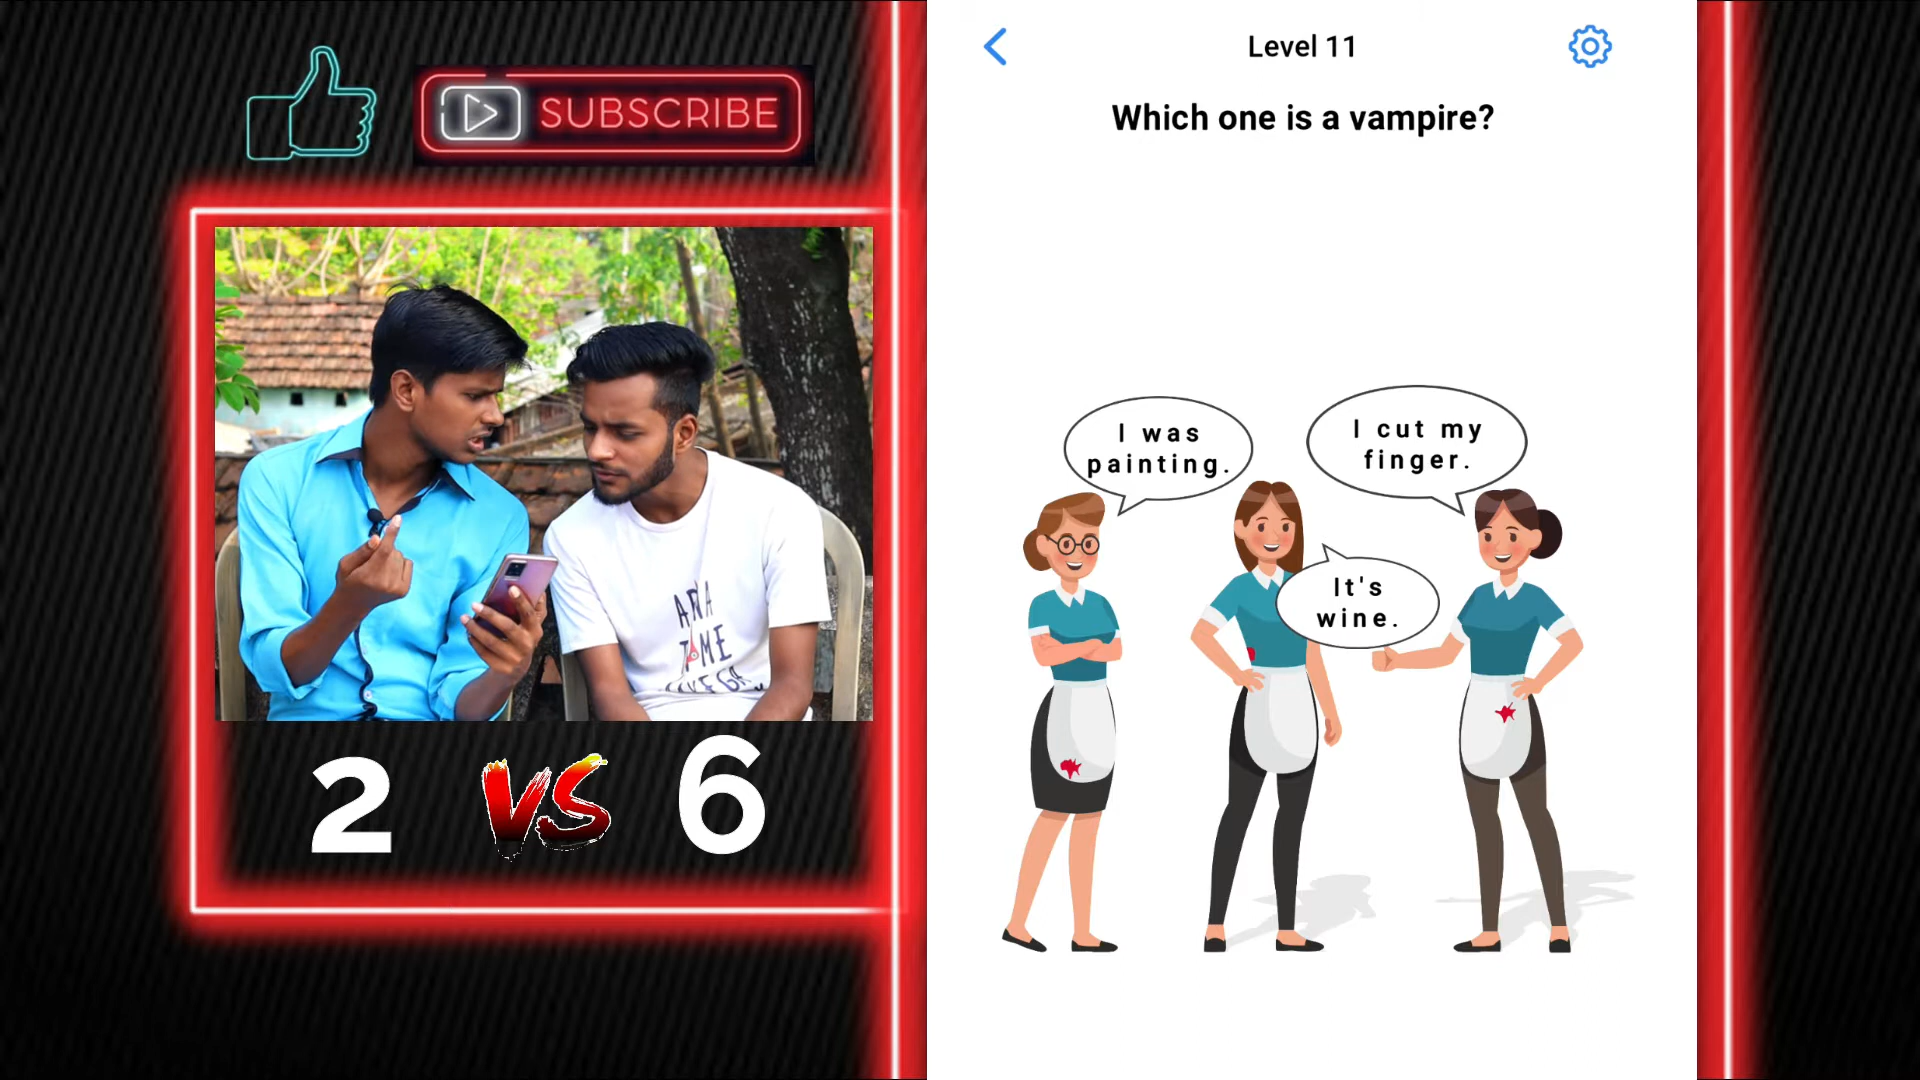 SUBSCRIBE
2 VS 6
Level 11
Which one is a vampire?
I was
painting.
I cut my
finger.
It's
wine.